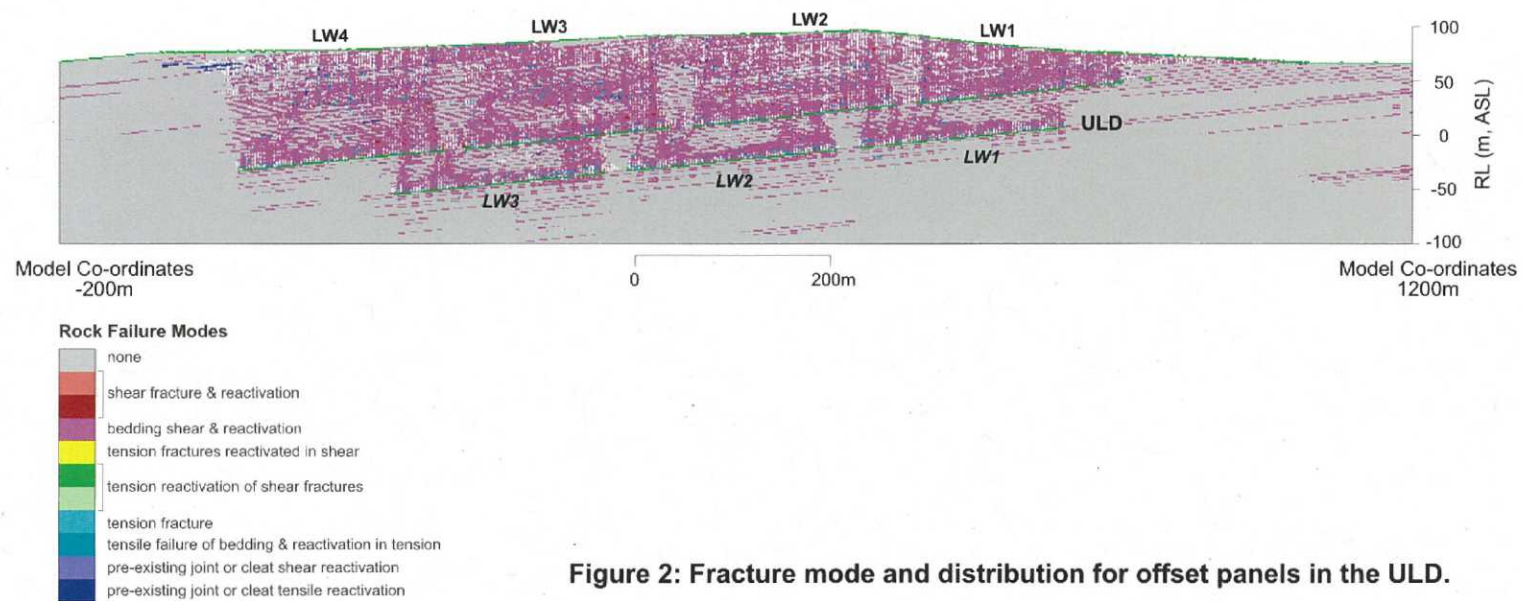 LW4
LW3
LW2
LW1
100
50
0
-50
-100
RL (m, ASL)
ULD
LW1
LW2
LW3
Model Co-ordinates
-200m
0
200m
Model Co-ordinates
1200m
Rock Failure Modes
none
shear fracture & reactivation
bedding shear & reactivation
tension fractures reactivated in shear
tension reactivation of shear fractures
tension fracture
tensile failure of bedding & reactivation in tension
pre-existing joint or cleat shear reactivation
pre-existing joint or cleat tensile reactivation
Figure 2: Fracture mode and distribution for offset panels in the ULD.